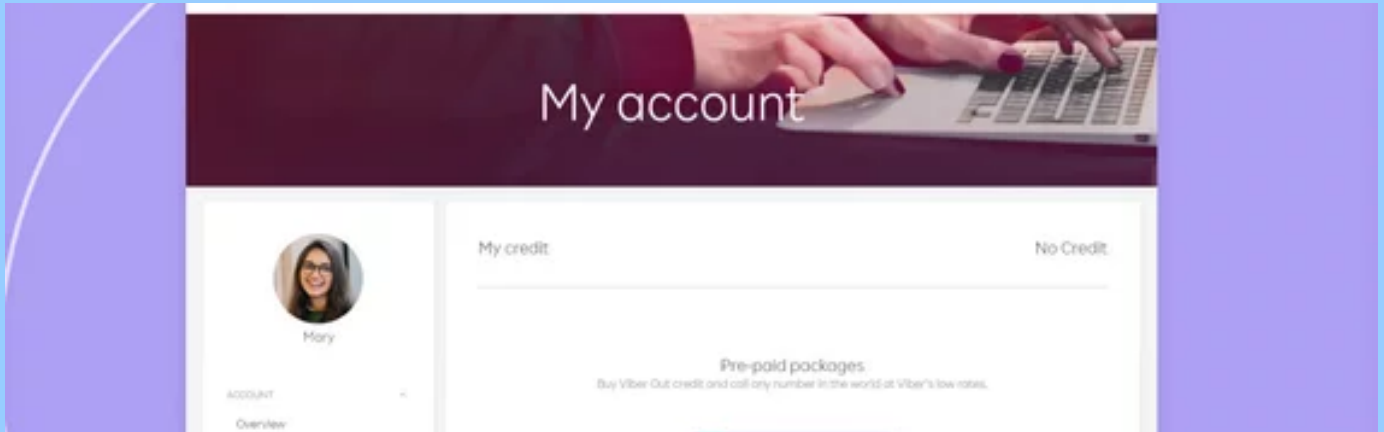 My account
My credit
No Credit
Mary
Pre-paid packages
Buy Viber Out credit and call any number in the world at Viber's low rates.
ACCOUNT
Overview